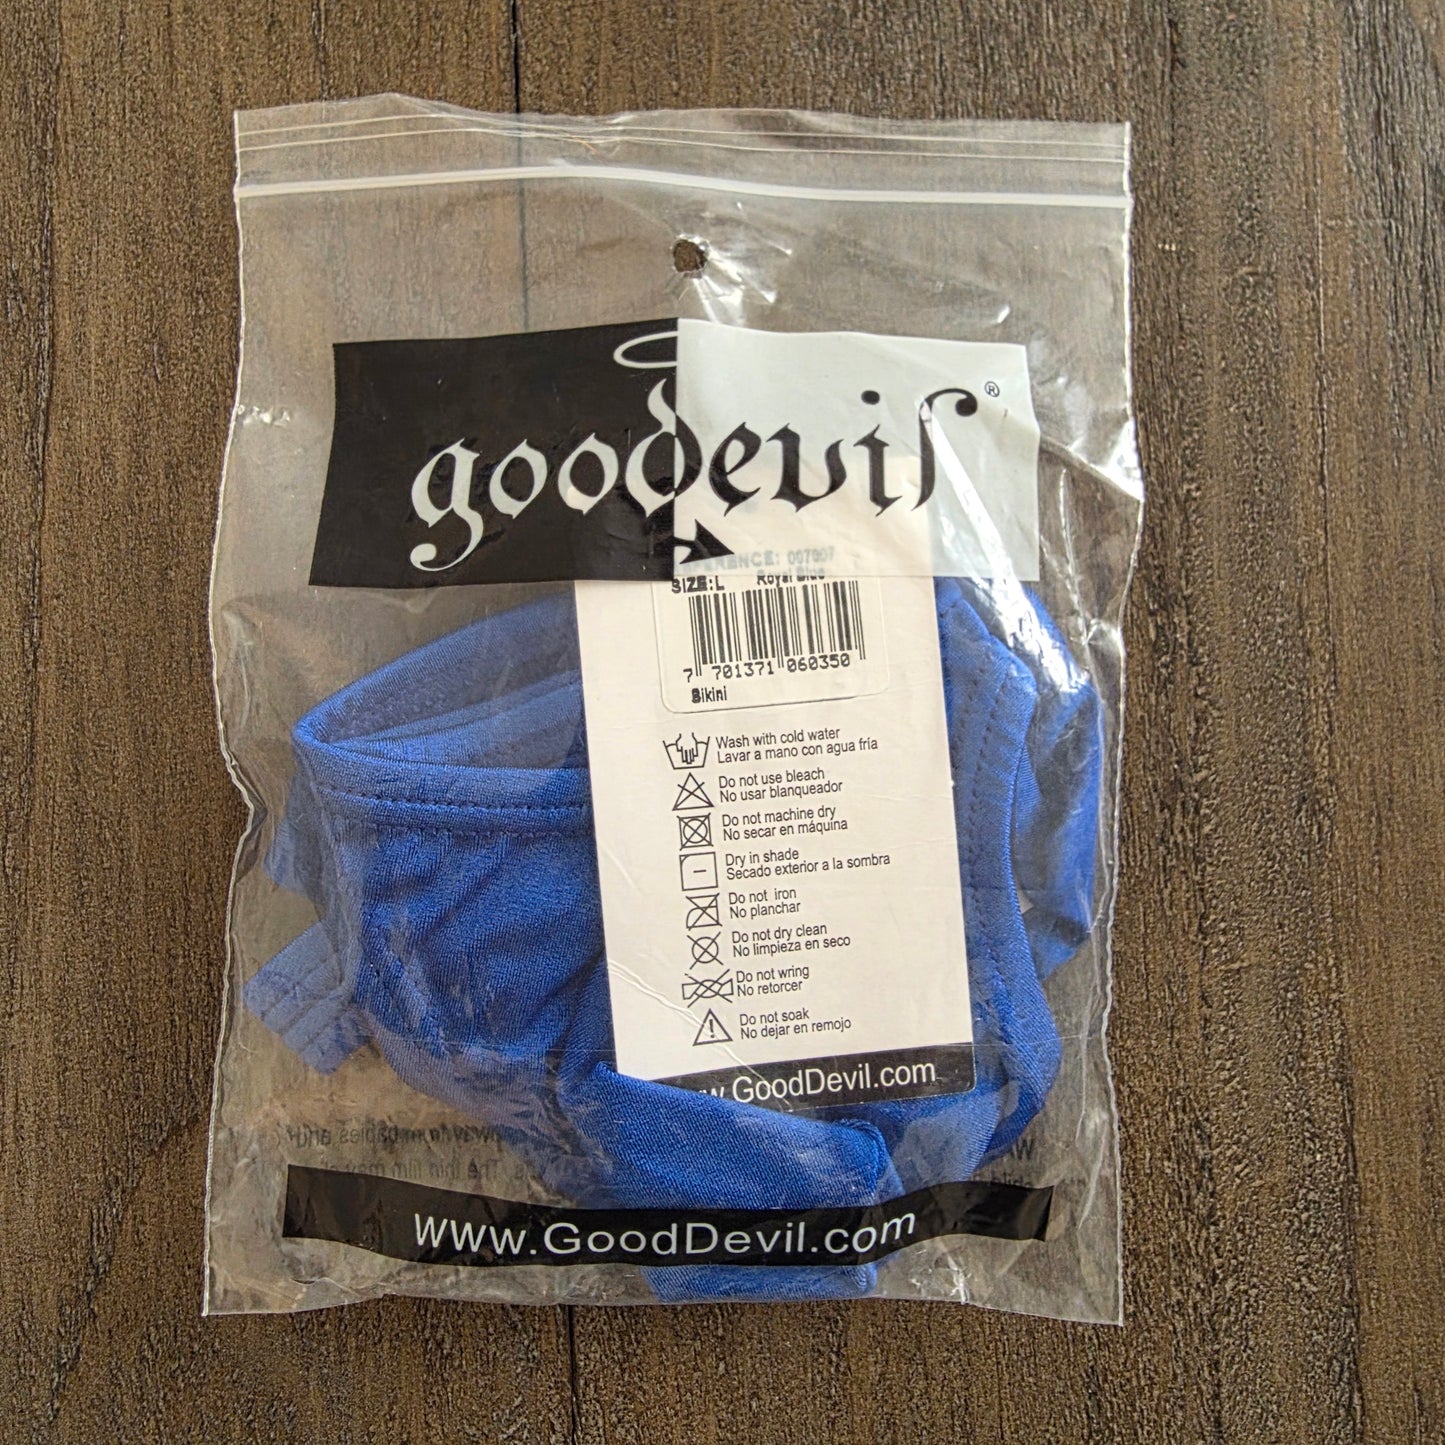 goodevil®
SIZE:L Royal Blue
7 701371 060350
Bikini
Wash with cold water
Lavar a mano con agua fría
Do not use bleach
No usar blanqueador
Do not machine dry
No secar en máquina
Dry in shade
Secado exterior a la sombra
Do not iron
No planchar
Do not dry clean
No limpieza en seco
Do not wring
No retorcer
Do not soak
No dejar en remojo
GoodDevil.com
www.GoodDevil.com